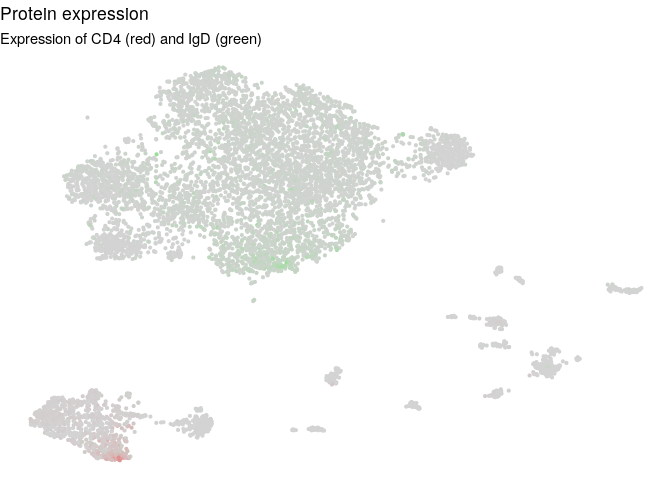 Protein expression
Expression of CD4 (red) and IgD (green)